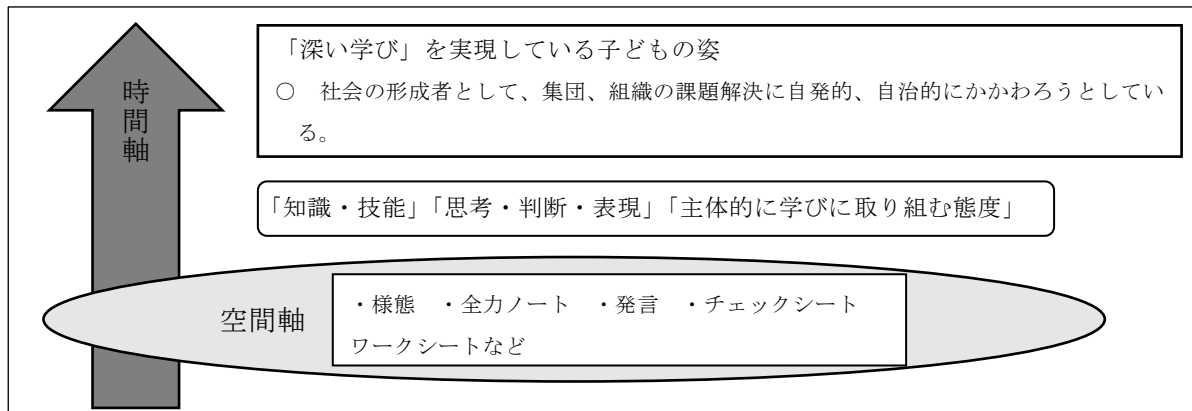 「深い学び」を実現している子どもの姿
○　社会の形成者として、集団、組織の課題解決に自発的、自治的にかかわろうとしてい
る。
時間軸
「知識・技能」「思考・判断・表現」「主体的に学びに取り組む態度」
空間軸
・様態　・全力ノート　・発言　・チェックシート
ワークシートなど